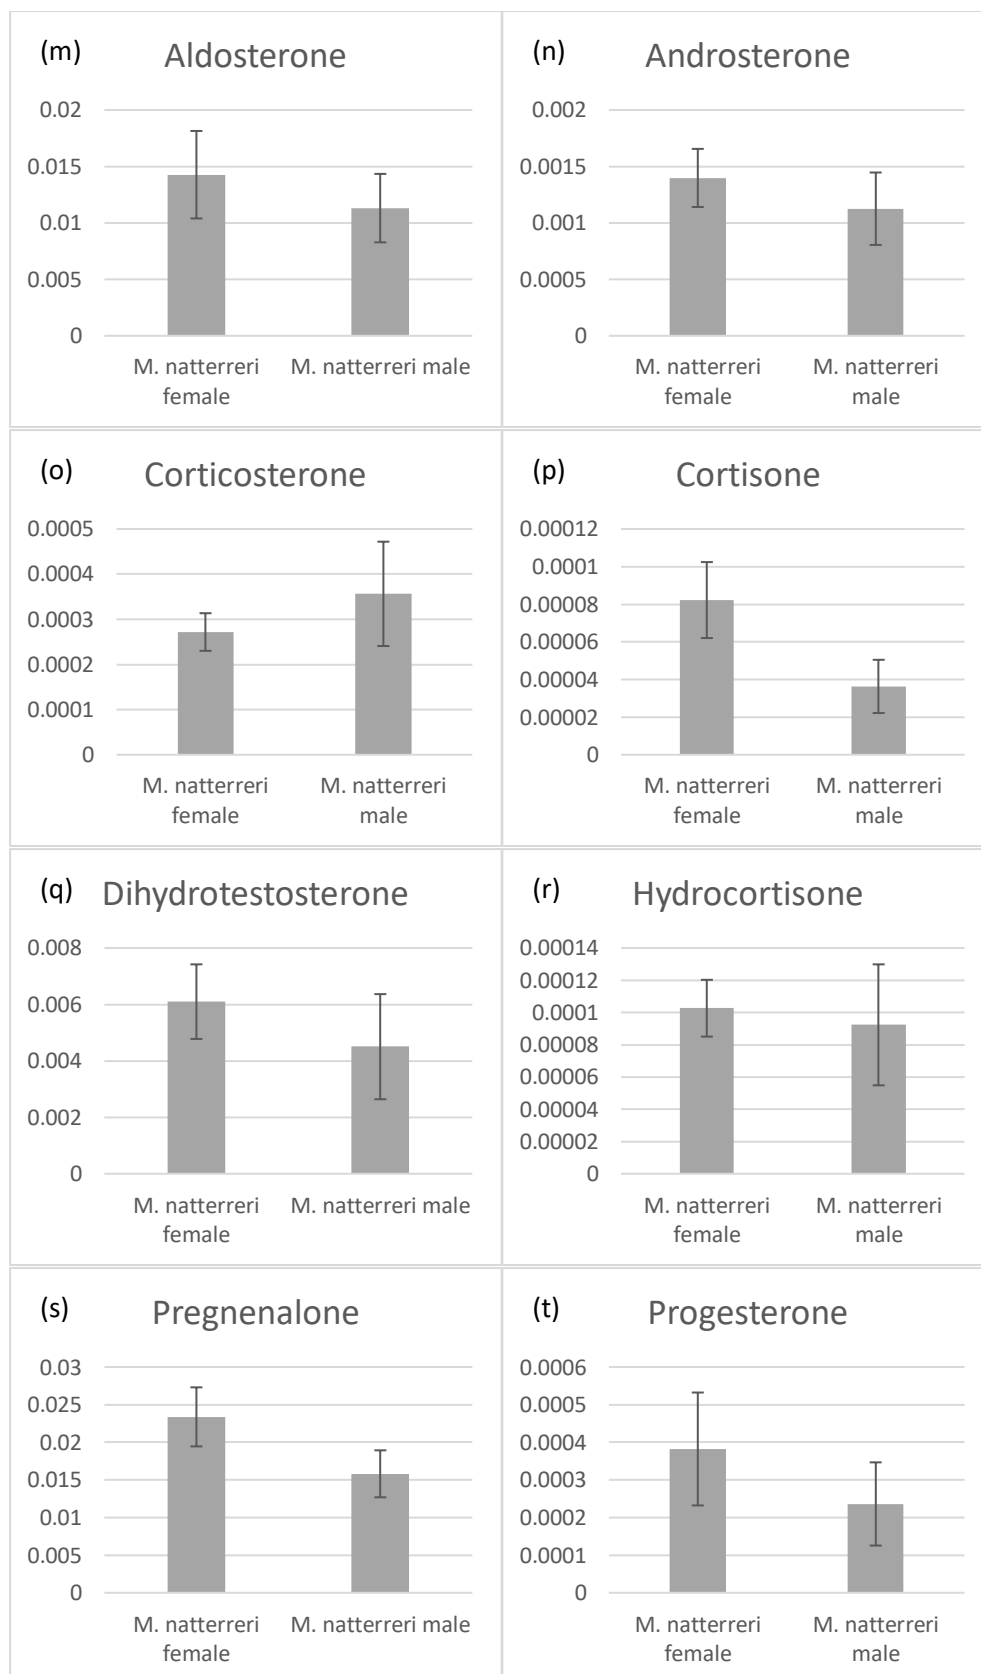 (m) Aldosterone
0.02
0.015
0.01
0.005
0
M. natterreri female
M. natterreri male
(n) Androsterone
0.002
0.0015
0.001
0.0005
0
M. natterreri female
M. natterreri male
(o) Corticosterone
0.0005
0.0004
0.0003
0.0002
0.0001
0
M. natterreri female
M. natterreri male
(p) Cortisone
0.00012
0.0001
0.00008
0.00006
0.00004
0.00002
0
M. natterreri female
M. natterreri male
(q) Dihydrotestosterone
0.008
0.006
0.004
0.002
0
M. natterreri female
M. natterreri male
(r) Hydrocortisone
0.00014
0.00012
0.0001
0.00008
0.00006
0.00004
0.00002
0
M. natterreri female
M. natterreri male
(s) Pregnenalone
0.03
0.025
0.02
0.015
0.01
0.005
0
M. natterreri female
M. natterreri male
(t) Progesterone
0.0006
0.0005
0.0004
0.0003
0.0002
0.0001
0
M. natterreri female
M. natterreri male